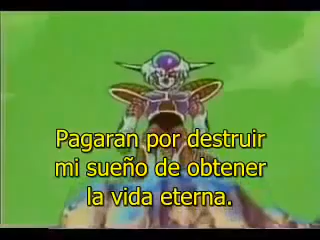 Pagaran por destruir
mi sueño de obtener
la vida eterna.